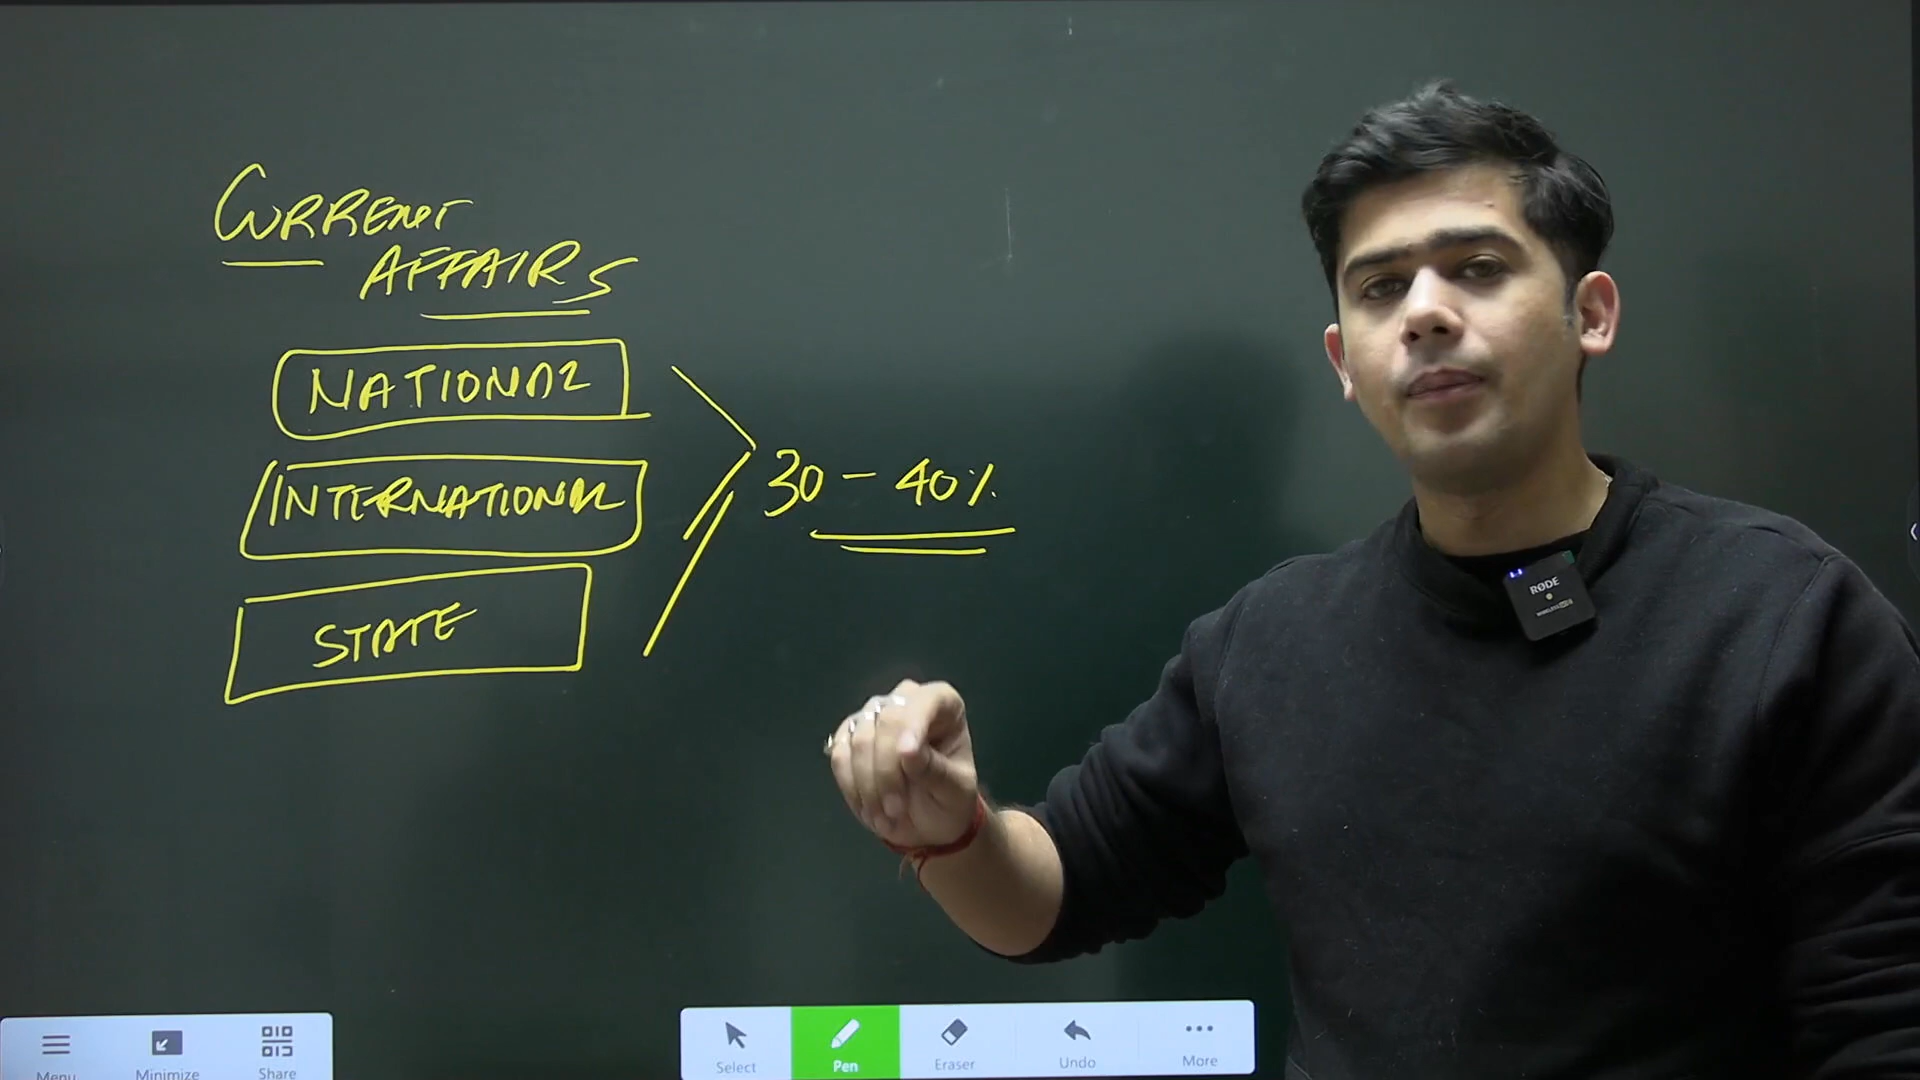 CURRENT
AFFAIRS
NATIONAL
INTERNATIONAL
STATE
30 - 40%
RØDE
Menu
Minimize
Share
Select
Pen
Eraser
Undo
More